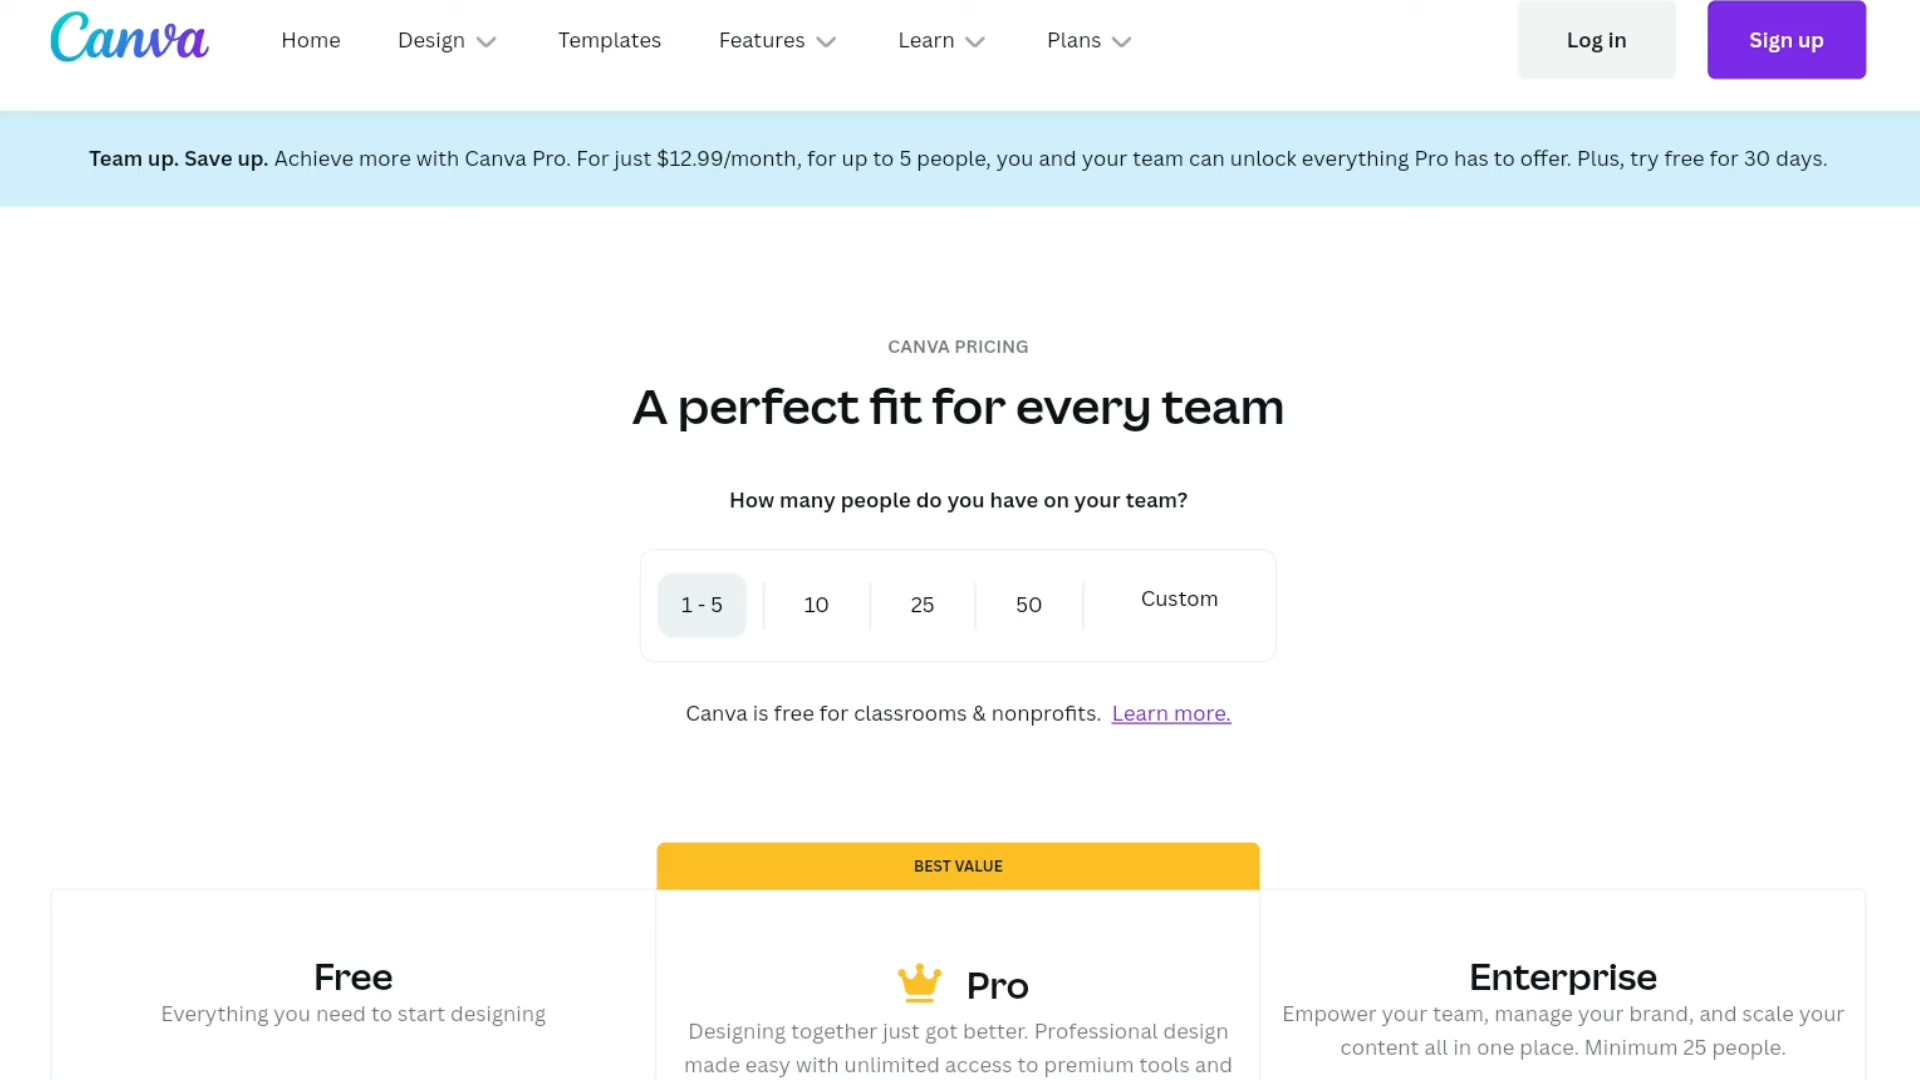 Canva
Home
Design
Templates
Features
Learn
Plans
Log in
Sign up
Team up. Save up. Achieve more with Canva Pro. For just $12.99/month, for up to 5 people, you and your team can unlock everything Pro has to offer. Plus, try free for 30 days.
CANVA PRICING
A perfect fit for every team
How many people do you have on your team?
1 - 5
10
25
50
Custom
Canva is free for classrooms & nonprofits. Learn more.
BEST VALUE
Free
Everything you need to start designing
Pro
Designing together just got better. Professional design
made easy with unlimited access to premium tools and
Enterprise
Empower your team, manage your brand, and scale your
content all in one place. Minimum 25 people.